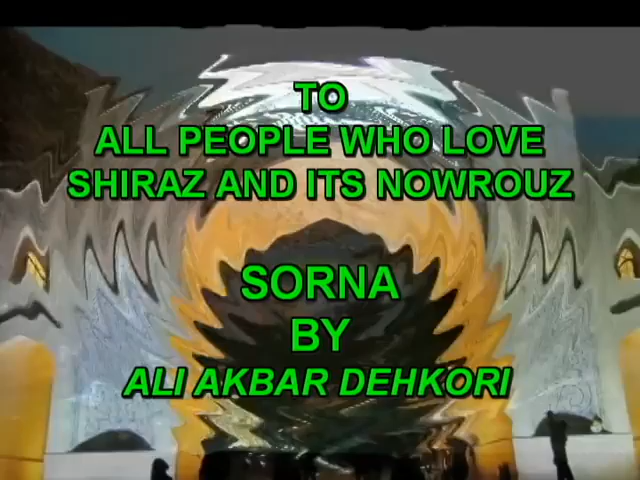 TO
ALL PEOPLE WHO LOVE
SHIRAZ AND ITS NOWROUZ
SORNA
BY
ALI AKBAR DEHKORI